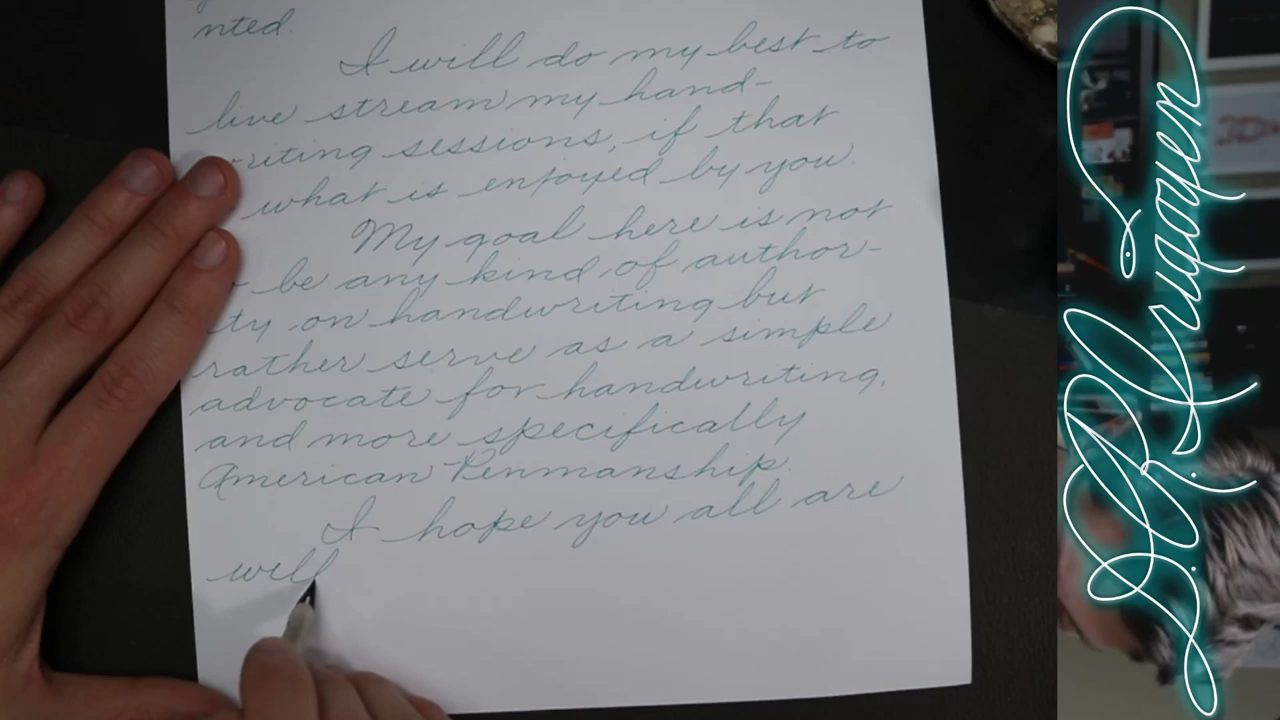 nted.
I will do my best to
live stream my hand-
writing sessions, if that
what is enjoyed by you
My goal here is not
be any kind of author-
ty on handwriting but
rather serve as a simple
advocate for handwriting,
and more specifically
American Penmanship.
I hope you all are
well